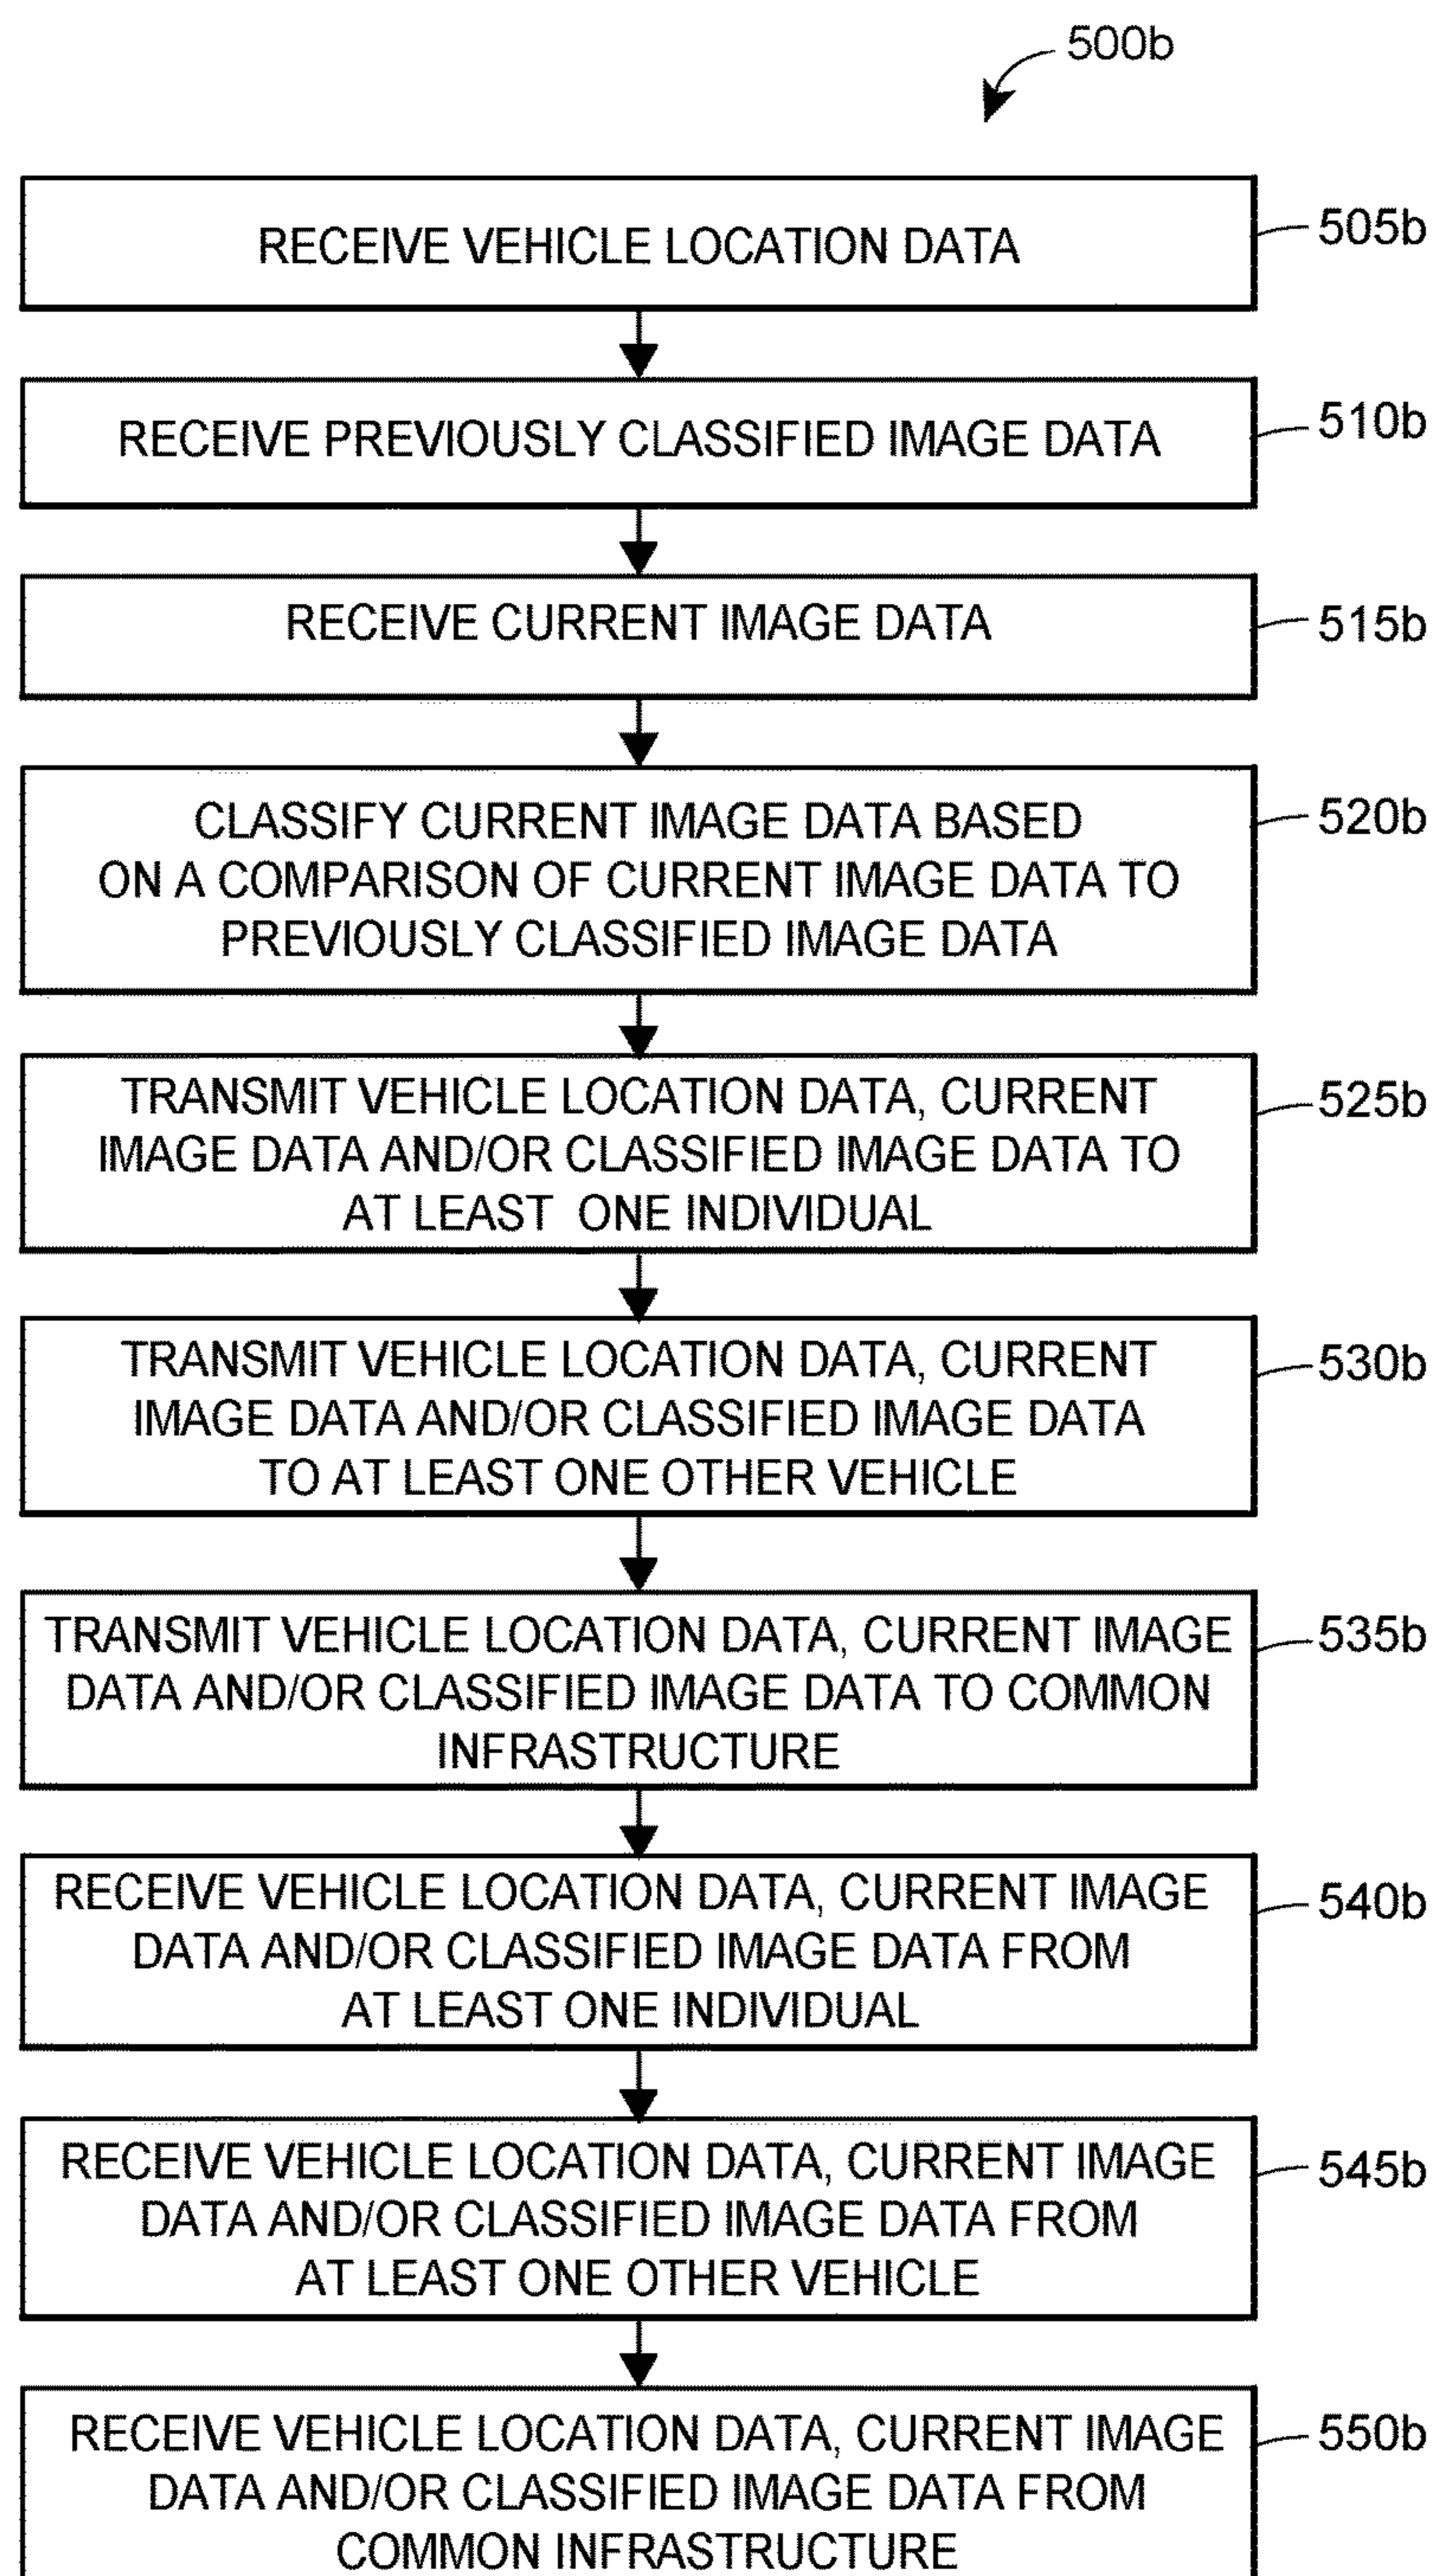 500b
RECEIVE VEHICLE LOCATION DATA
505b
RECEIVE PREVIOUSLY CLASSIFIED IMAGE DATA
510b
RECEIVE CURRENT IMAGE DATA
515b
CLASSIFY CURRENT IMAGE DATA BASED
ON A COMPARISON OF CURRENT IMAGE DATA TO
PREVIOUSLY CLASSIFIED IMAGE DATA
520b
TRANSMIT VEHICLE LOCATION DATA, CURRENT
IMAGE DATA AND/OR CLASSIFIED IMAGE DATA TO
AT LEAST ONE INDIVIDUAL
525b
TRANSMIT VEHICLE LOCATION DATA, CURRENT
IMAGE DATA AND/OR CLASSIFIED IMAGE DATA
TO AT LEAST ONE OTHER VEHICLE
530b
TRANSMIT VEHICLE LOCATION DATA, CURRENT IMAGE
DATA AND/OR CLASSIFIED IMAGE DATA TO COMMON
INFRASTRUCTURE
535b
RECEIVE VEHICLE LOCATION DATA, CURRENT IMAGE
DATA AND/OR CLASSIFIED IMAGE DATA FROM
AT LEAST ONE INDIVIDUAL
540b
RECEIVE VEHICLE LOCATION DATA, CURRENT IMAGE
DATA AND/OR CLASSIFIED IMAGE DATA FROM
AT LEAST ONE OTHER VEHICLE
545b
RECEIVE VEHICLE LOCATION DATA, CURRENT IMAGE
DATA AND/OR CLASSIFIED IMAGE DATA FROM
COMMON INFRASTRUCTURE
550b